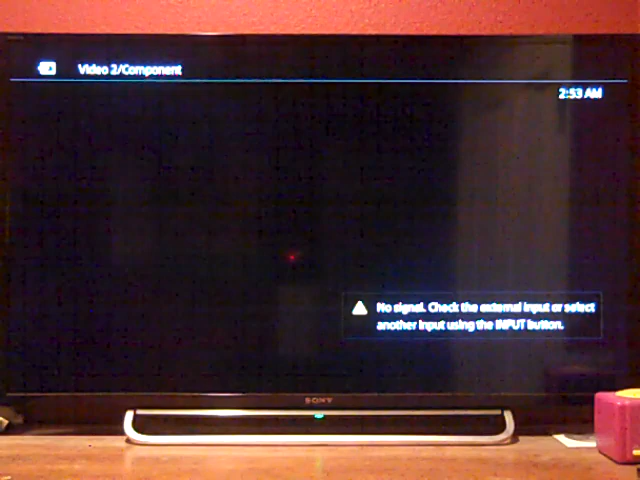 Video 2/Component
2:53 AM
No signal. Check the external input or select
another input using the INPUT button.
SONY